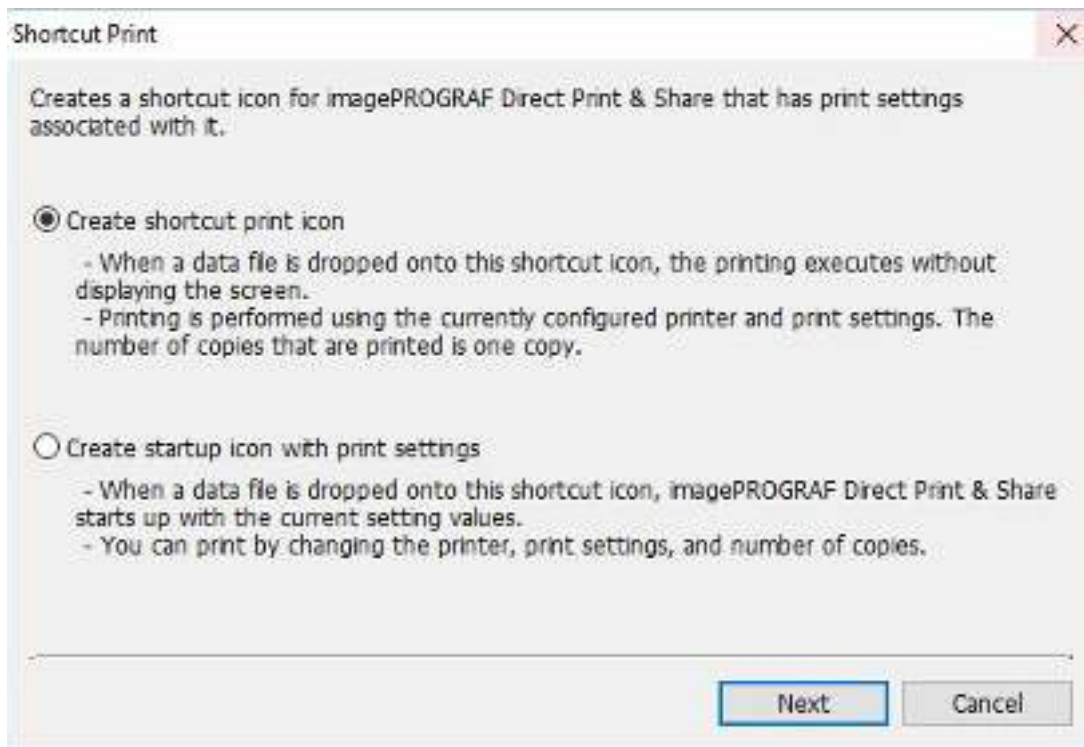 Shortcut Print
Creates a shortcut icon for imagePROGRAF Direct Print & Share that has print settings
associated with it.
Create shortcut print icon
- When a data file is dropped onto this shortcut icon, the printing executes without
displaying the screen.
- Printing is performed using the currently configured printer and print settings. The
number of copies that are printed is one copy.
Create startup icon with print settings
- When a data file is dropped onto this shortcut icon, imagePROGRAF Direct Print & Share
starts up with the current setting values.
- You can print by changing the printer, print settings, and number of copies.
Next Cancel